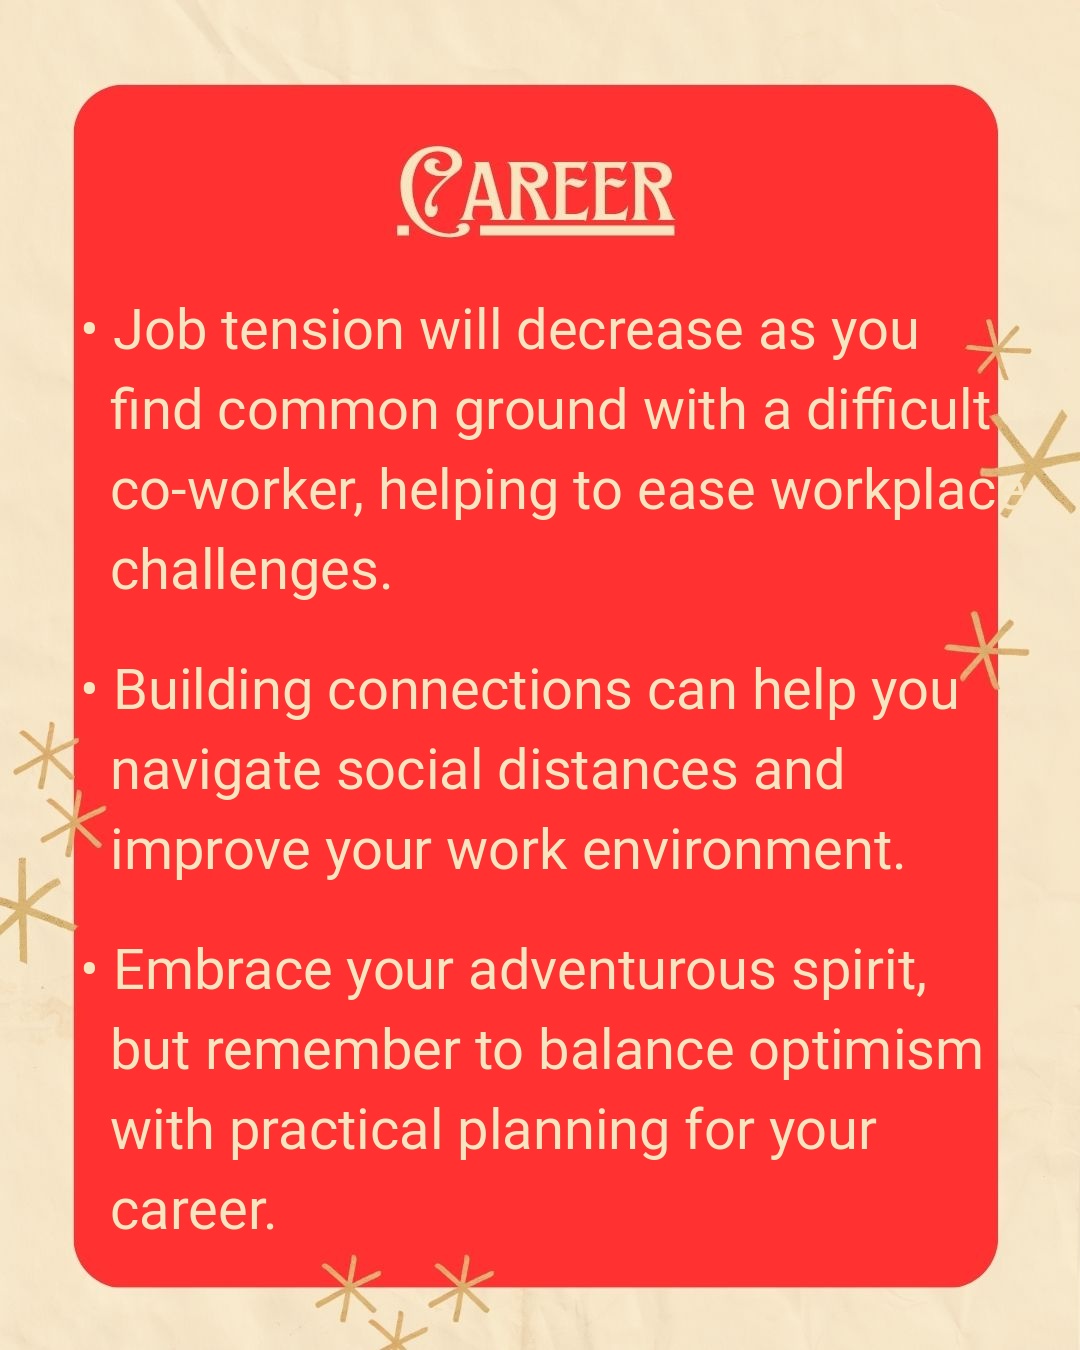 Career
• Job tension will decrease as you
find common ground with a difficult
co-worker, helping to ease workplace
challenges.
• Building connections can help you
navigate social distances and
improve your work environment.
• Embrace your adventurous spirit,
but remember to balance optimism
with practical planning for your
career.